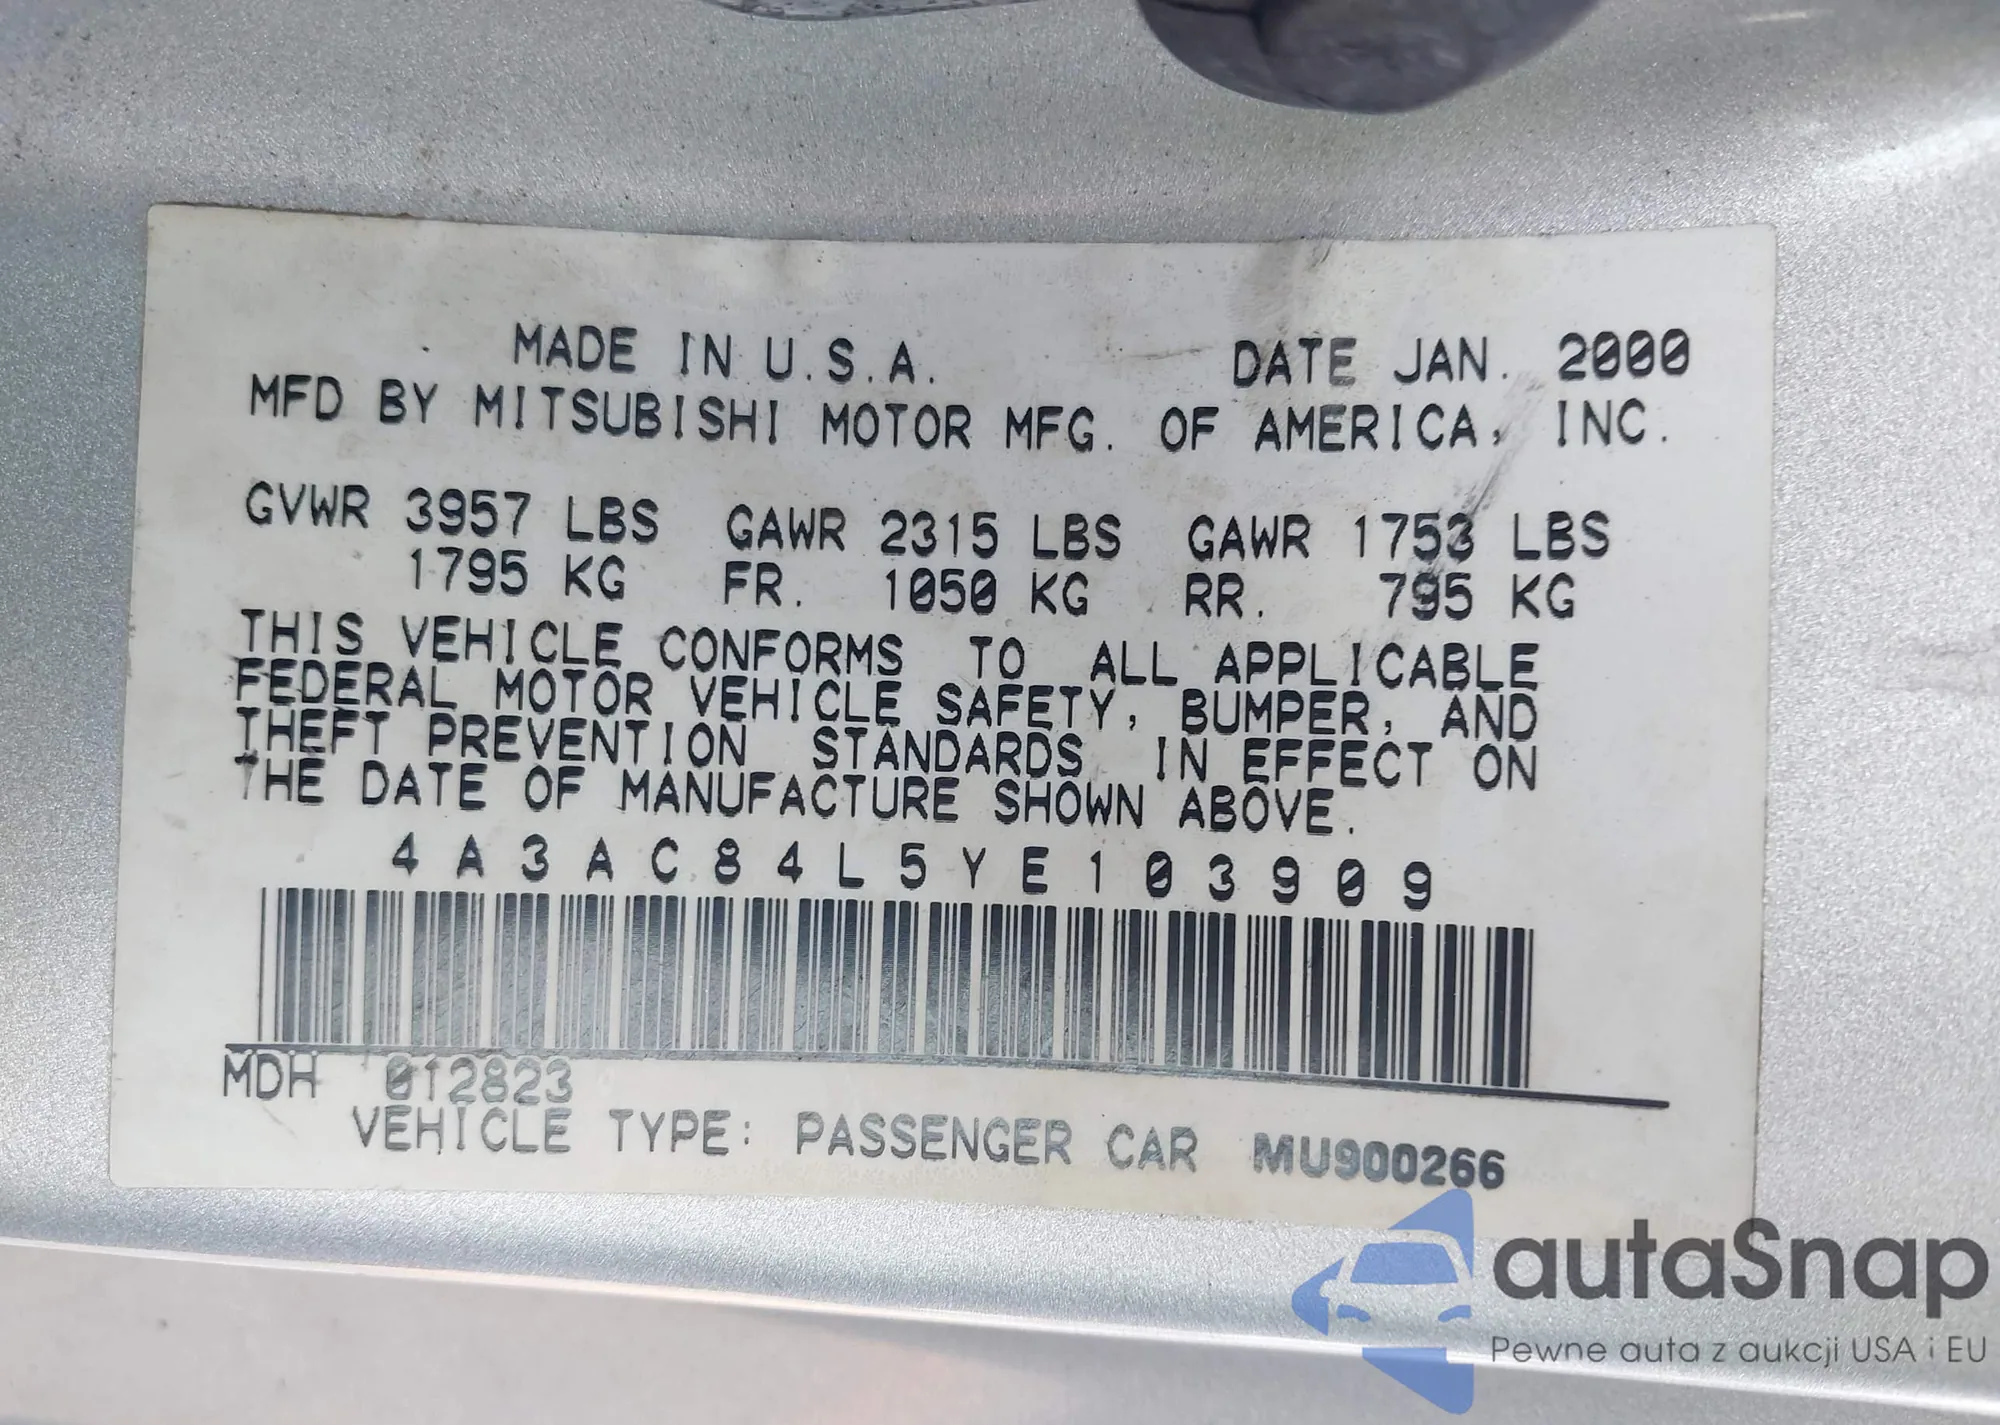 MADE IN U.S.A. DATE JAN. 2000
MFD BY MITSUBISHI MOTOR MFG. OF AMERICA, INC.
GVWR 3957 LBS GAWR 2315 LBS GAWR 1753 LBS
1795 KG FR. 1050 KG RR. 795 KG
THIS VEHICLE CONFORMS TO ALL APPLICABLE
FEDERAL MOTOR VEHICLE SAFETY, BUMPER, AND
THEFT PREVENTION STANDARDS IN EFFECT ON
THE DATE OF MANUFACTURE SHOWN ABOVE.
4A3AC84L5YE103909
MDH 012823
VEHICLE TYPE: PASSENGER CAR MU900266
autaSnap
Pewne auta z aukcji USA i EU